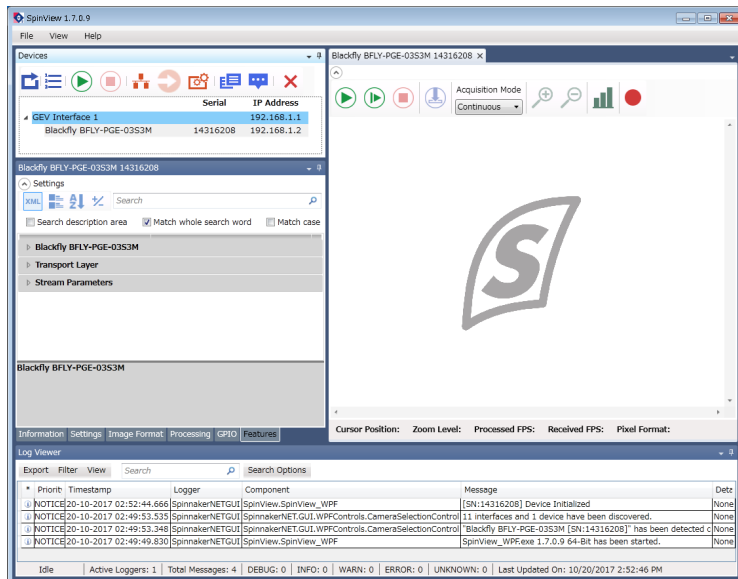 SpinView 1.7.0.9
File View Help
Devices
Serial IP Address
GEV Interface 1 192.168.1.1
Blackfly BFLY-PGE-03S3M 14316208 192.168.1.2
Blackfly BFLY-PGE-03S3M 14316208
Settings
XML Search
Search description area Match whole search word Match case
Blackfly BFLY-PGE-03S3M
Transport Layer
Stream Parameters
Blackfly BFLY-PGE-03S3M
Information Settings Image Format Processing GPIO Features
Blackfly BFLY-PGE-03S3M 14316208
Acquisition Mode
Continuous
S
Cursor Position: Zoom Level: Processed FPS: Received FPS: Pixel Format:
Log Viewer
Export Filter View Search Search Options
* Priorit Timestamp Logger Component Message Deta
NOTICE 20-10-2017 02:52:44.666 SpinnakerNETGUI SpinView.SpinView_WPF [SN:14316208] Device Initialized None
NOTICE 20-10-2017 02:49:53.535 SpinnakerNETGUI SpinnakerNET.GUI.WPFControls.CameraSelectionControl 11 interfaces and 1 device have been discovered. None
NOTICE 20-10-2017 02:49:53.348 SpinnakerNETGUI SpinnakerNET.GUI.WPFControls.CameraSelectionControl "Blackfly BFLY-PGE-03S3M [SN:14316208]" has been detected c None
NOTICE 20-10-2017 02:49:49.830 SpinnakerNETGUI SpinView.SpinView_WPF SpinView_WPF.exe 1.7.0.9 64-Bit has been started. None
Idle Active Loggers: 1 Total Messages: 4 DEBUG: 0 INFO: 0 WARN: 0 ERROR: 0 UNKNOWN: 0 Last Updated On: 10/20/2017 2:52:46 PM